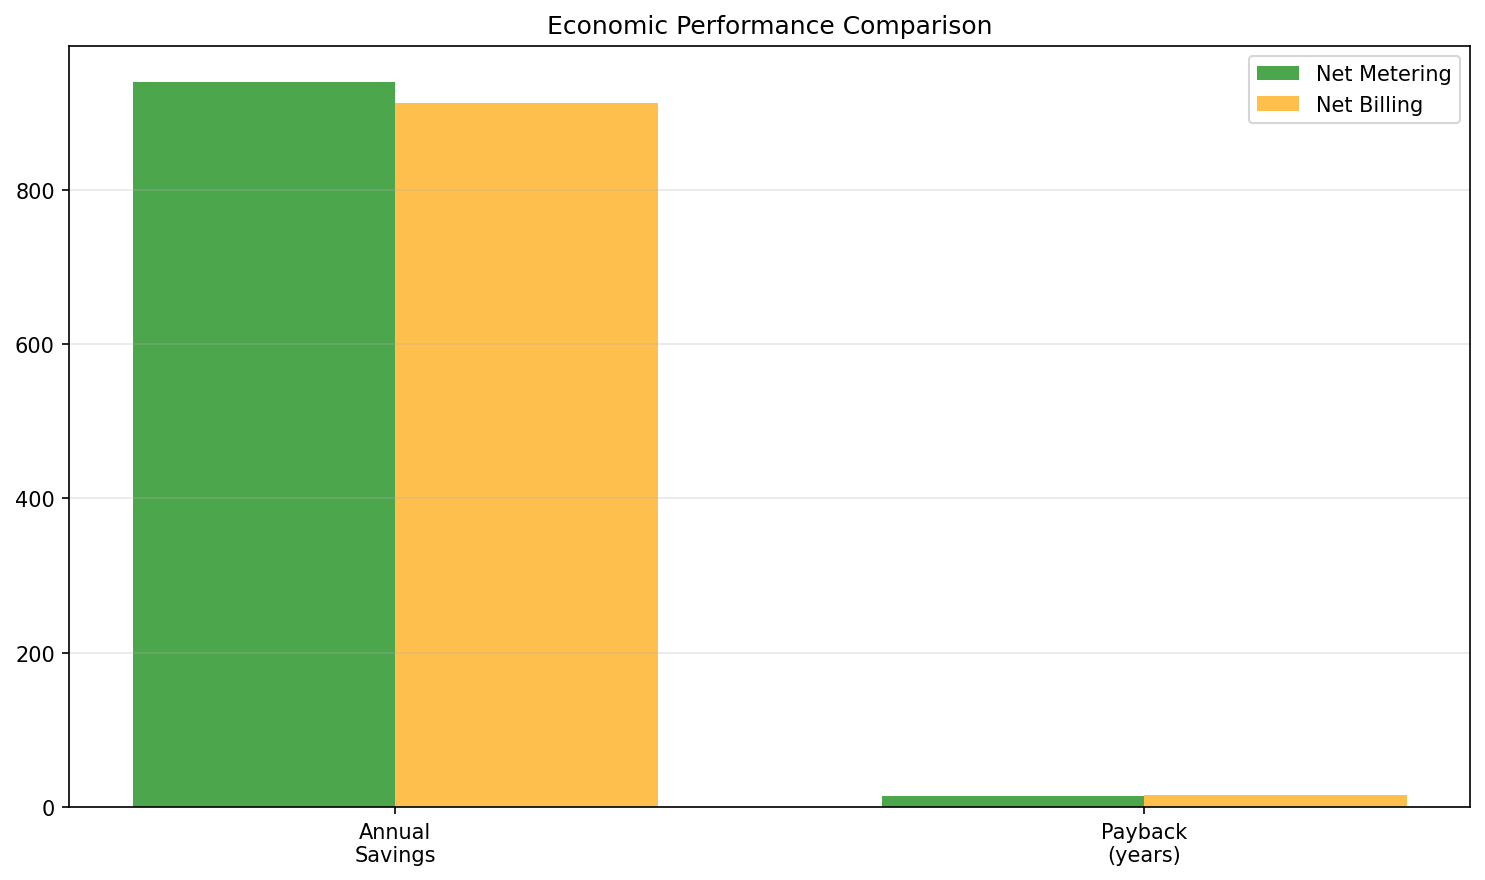 Economic Performance Comparison
Net Metering
Net Billing
800
600
400
200
0
Annual
Savings
Payback
(years)